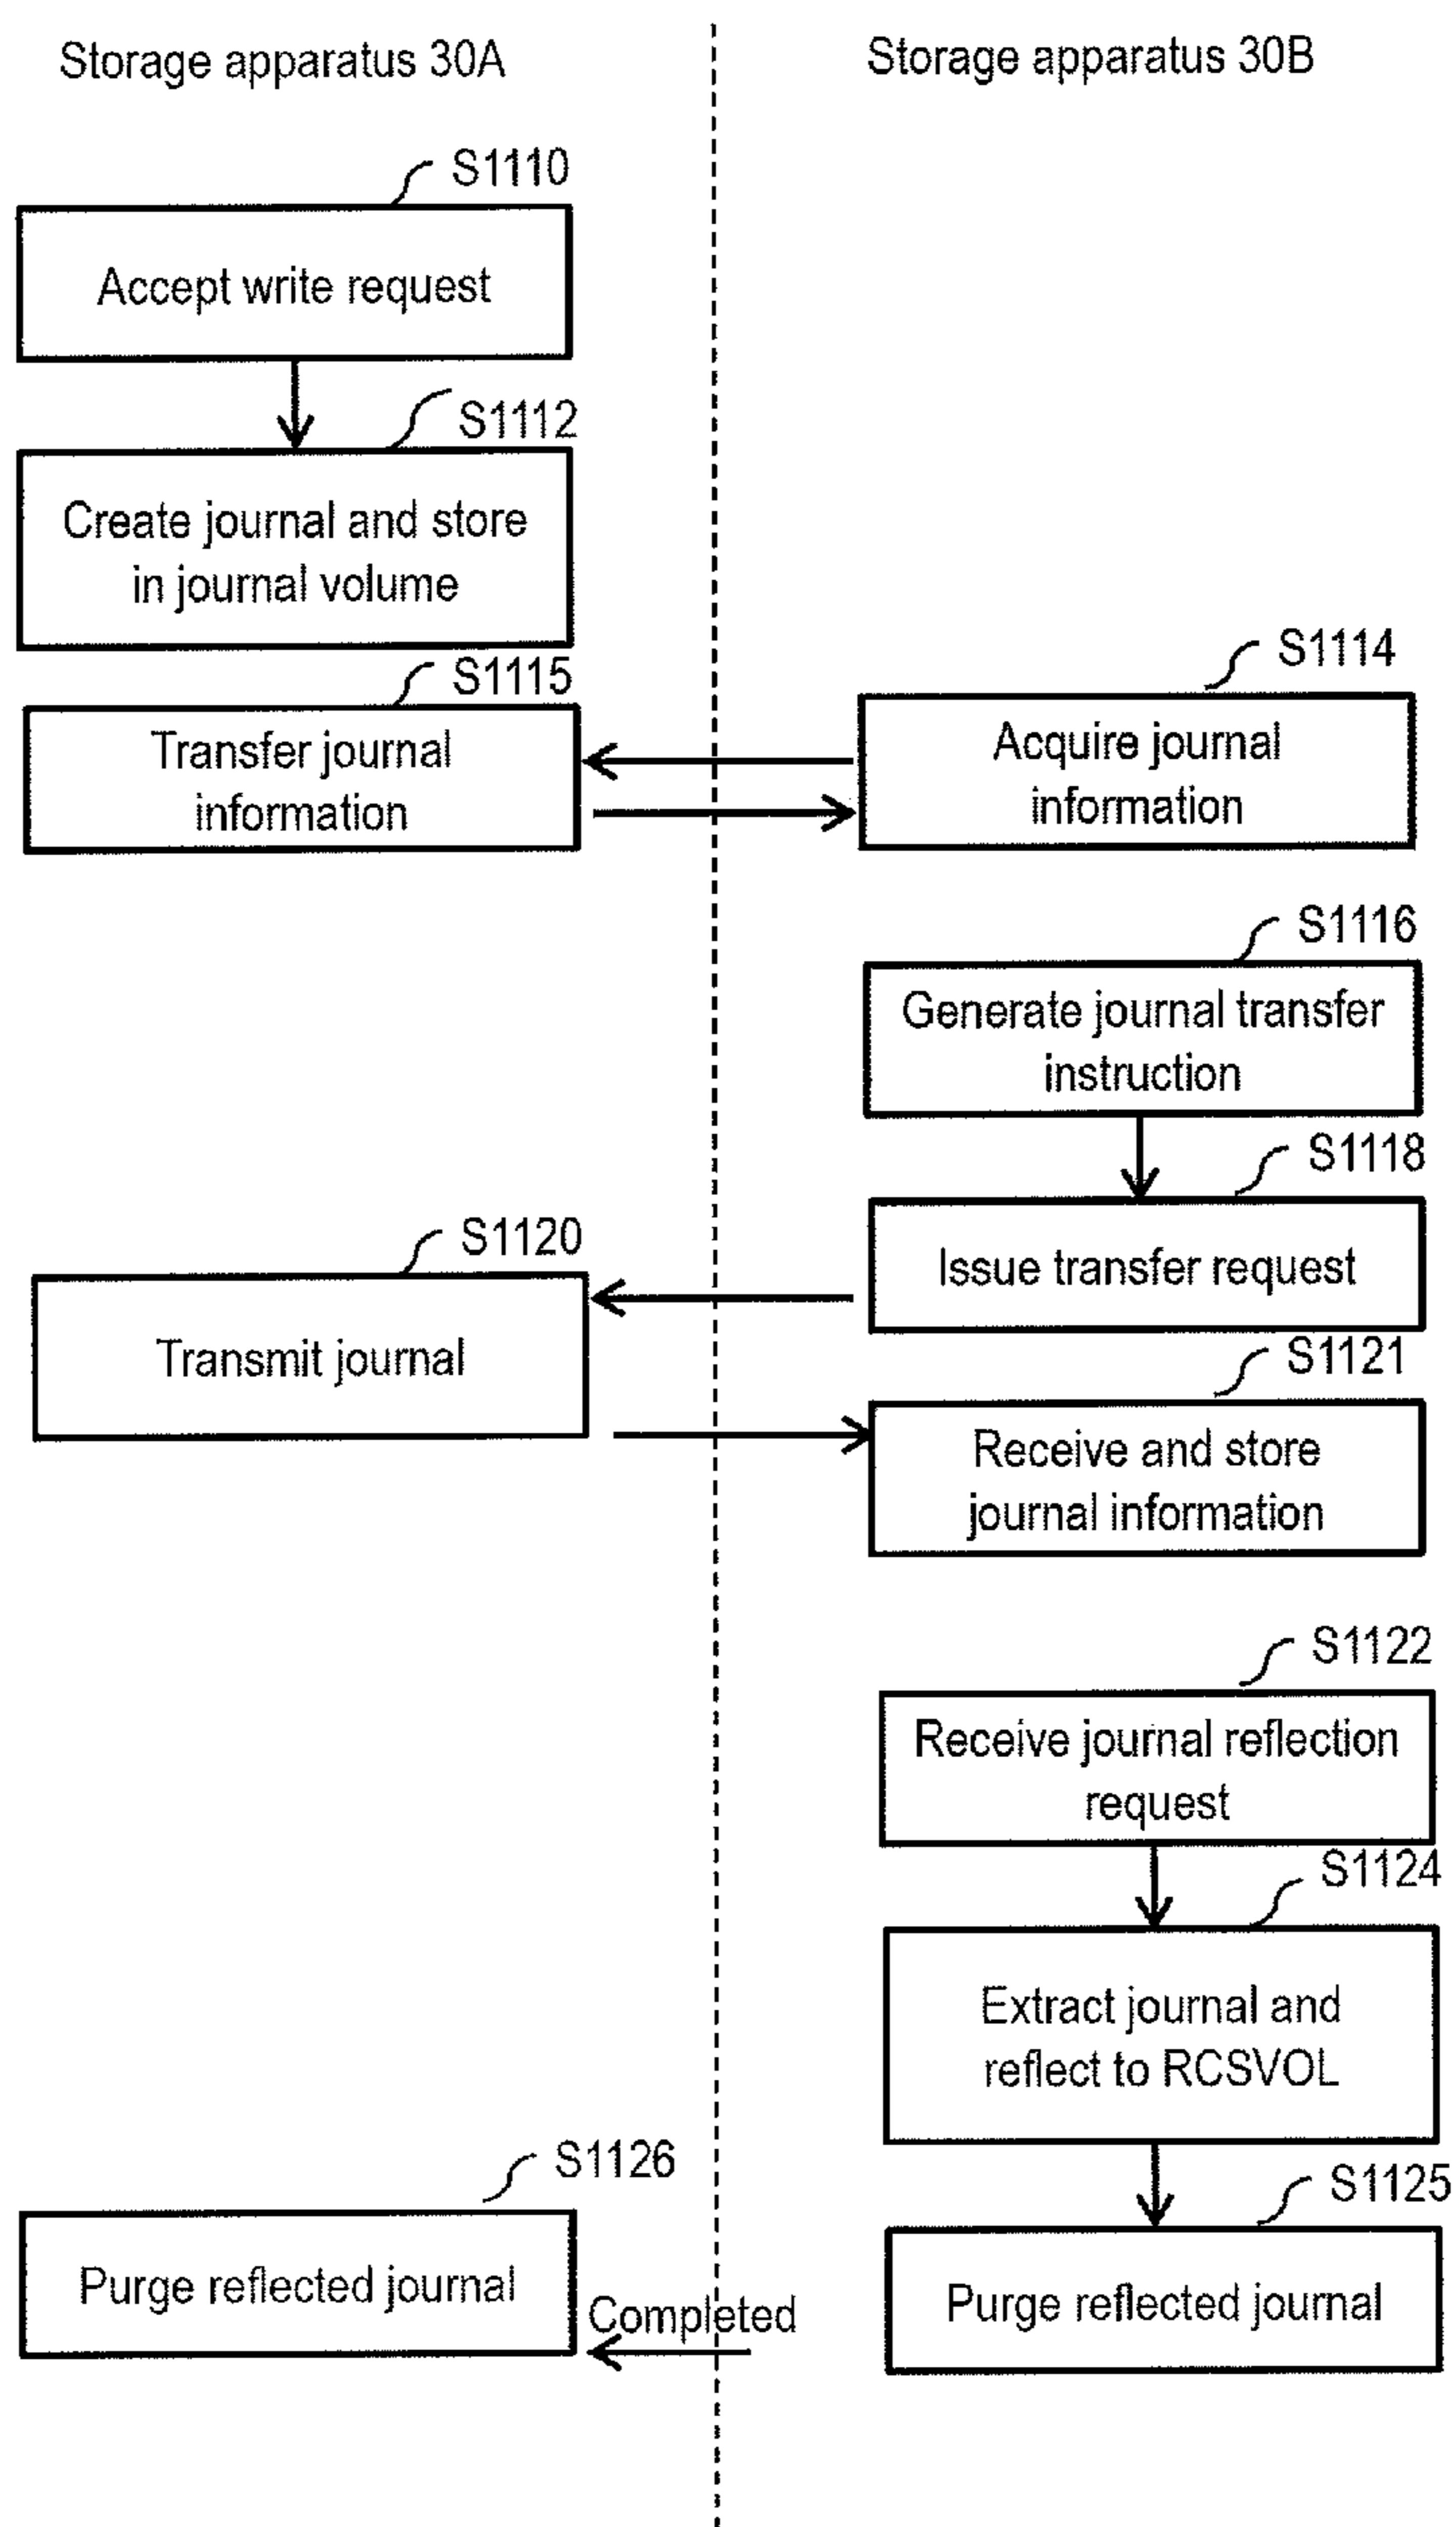 Storage apparatus 30A
Storage apparatus 30B
S1110
Accept write request
S1112
Create journal and store
in journal volume
S1115
Transfer journal
information
S1114
Acquire journal
information
S1116
Generate journal transfer
instruction
S1118
Issue transfer request
S1120
Transmit journal
S1121
Receive and store
journal information
S1122
Receive journal reflection
request
S1124
Extract journal and
reflect to RCSVOL
S1125
Purge reflected journal
S1126
Purge reflected journal
Completed